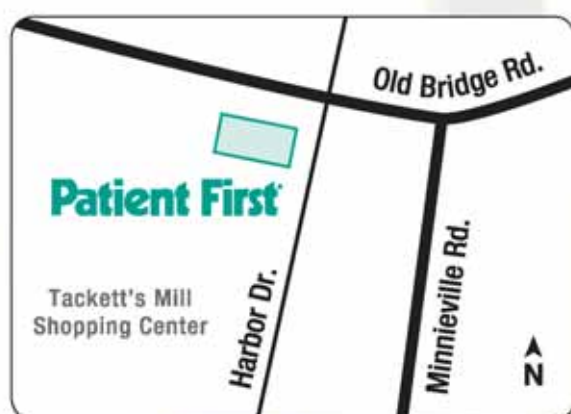 Old Bridge Rd.
Patient First
Tackett's Mill
Shopping Center
Harbor Dr.
Minnieville Rd.
N